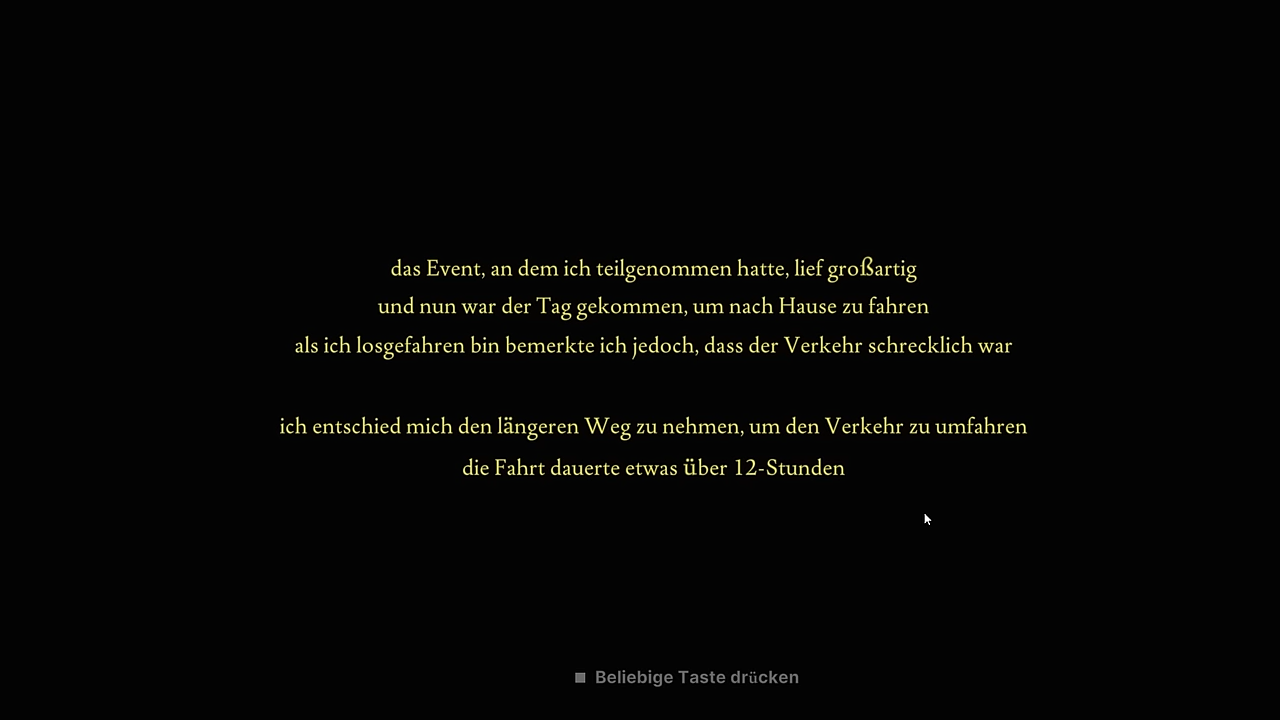 das Event, an dem ich teilgenommen hatte, lief großartig
und nun war der Tag gekommen, um nach Hause zu fahren
als ich losgefahren bin bemerkte ich jedoch, dass der Verkehr schrecklich war
ich entschied mich den längeren Weg zu nehmen, um den Verkehr zu umfahren
die Fahrt dauerte etwas über 12-Stunden
Beliebige Taste drücken